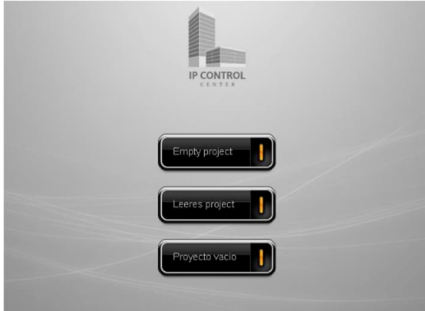 IP CONTROL
CENTER
Empty project
Leeres project
Proyecto vacio